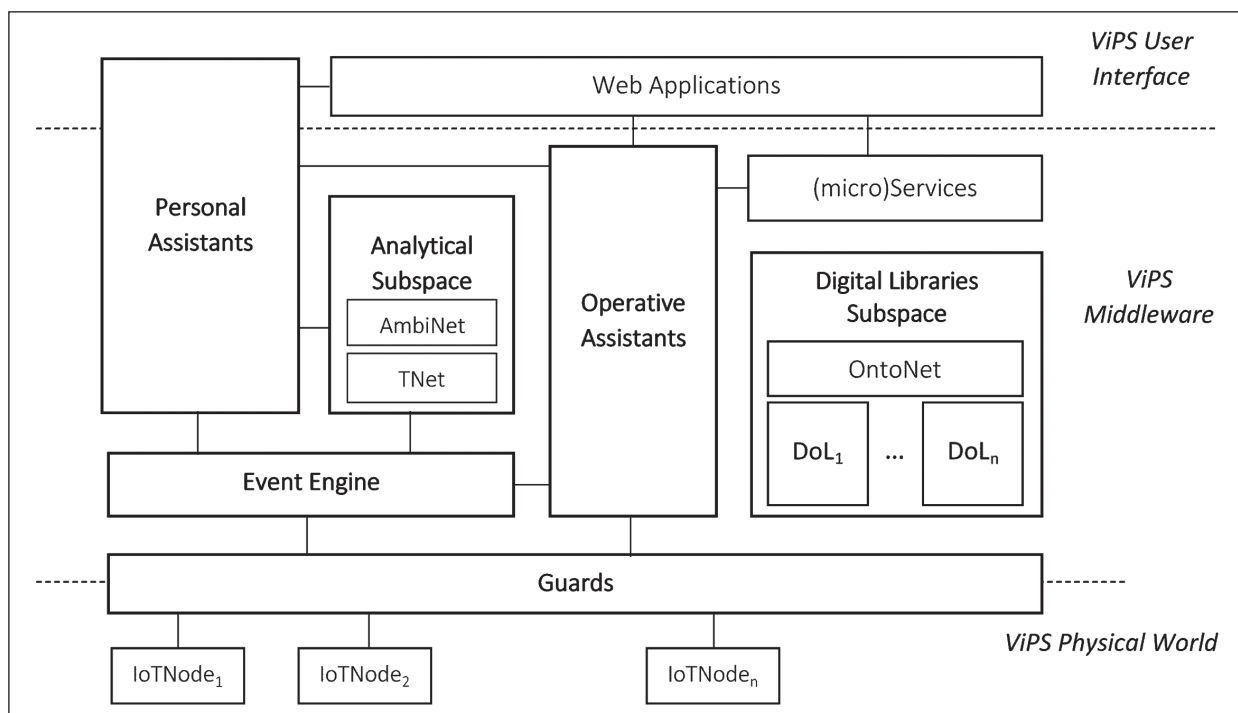 ViPS User
Interface
Web Applications
Personal
Assistants
(micro)Services
Analytical
Subspace
AmbiNet
TNet
Operative
Assistants
Digital Libraries
Subspace
OntoNet
DoL₁
...
DoLₙ
ViPS
Middleware
Event Engine
Guards
ViPS Physical World
IoTNode₁
IoTNode₂
IoTNodeₙ